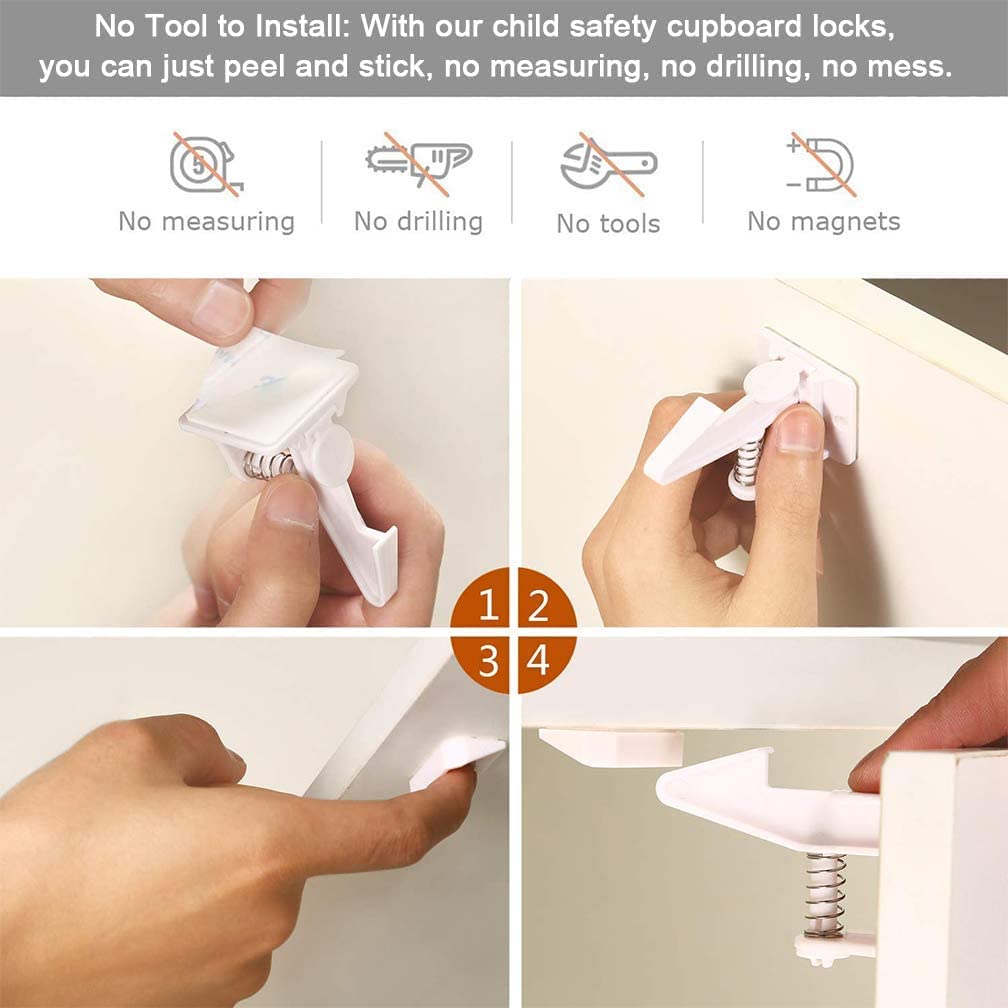 No Tool to Install: With our child safety cupboard locks,
you can just peel and stick, no measuring, no drilling, no mess.
5
No measuring
No drilling
No tools
No magnets
1
2
3
4